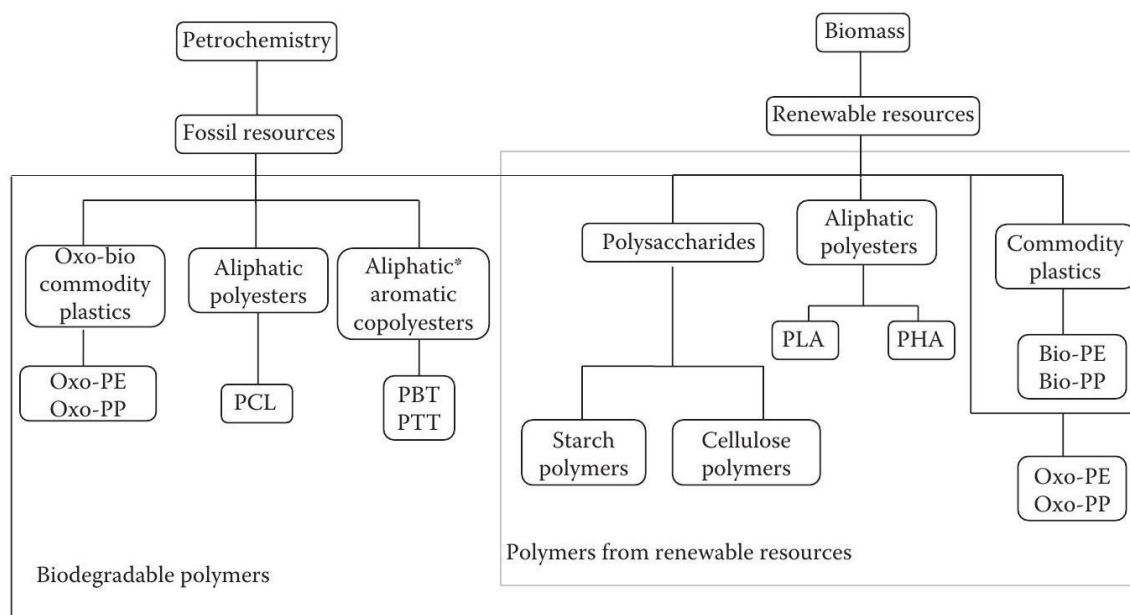 Petrochemistry
Fossil resources
Oxo-bio
commodity
plastics
Oxo-PE
Oxo-PP
Aliphatic
polyesters
PCL
Aliphatic*
aromatic
copolyesters
PBT
PTT
Biodegradable polymers
Biomass
Renewable resources
Polysaccharides
Starch
polymers
Cellulose
polymers
Aliphatic
polyesters
PLA
PHA
Commodity
plastics
Bio-PE
Bio-PP
Oxo-PE
Oxo-PP
Polymers from renewable resources